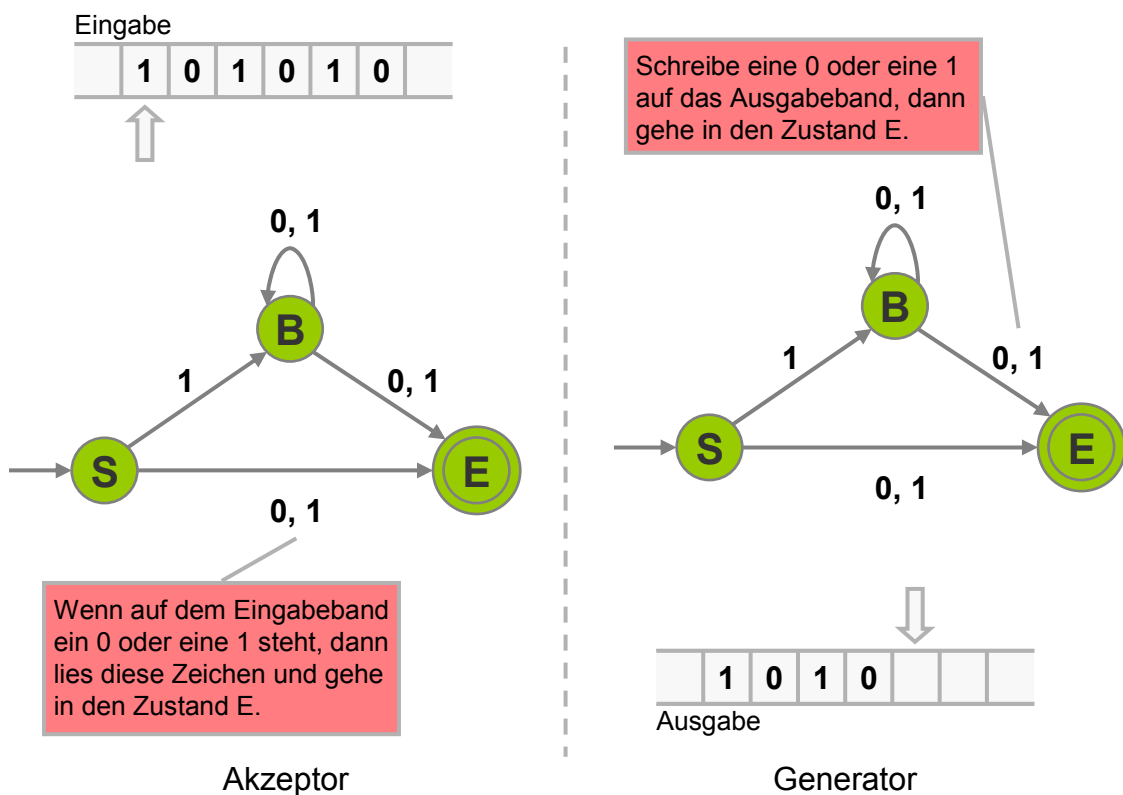 Eingabe
1 0 1 0 1 0
0, 1
B
1
0, 1
S
E
0, 1
Wenn auf dem Eingabeband
ein 0 oder eine 1 steht, dann
lies diese Zeichen und gehe
in den Zustand E.
Akzeptor
Schreibe eine 0 oder eine 1
auf das Ausgabeband, dann
gehe in den Zustand E.
0, 1
B
1
0, 1
S
E
0, 1
1 0 1 0
Ausgabe
Generator